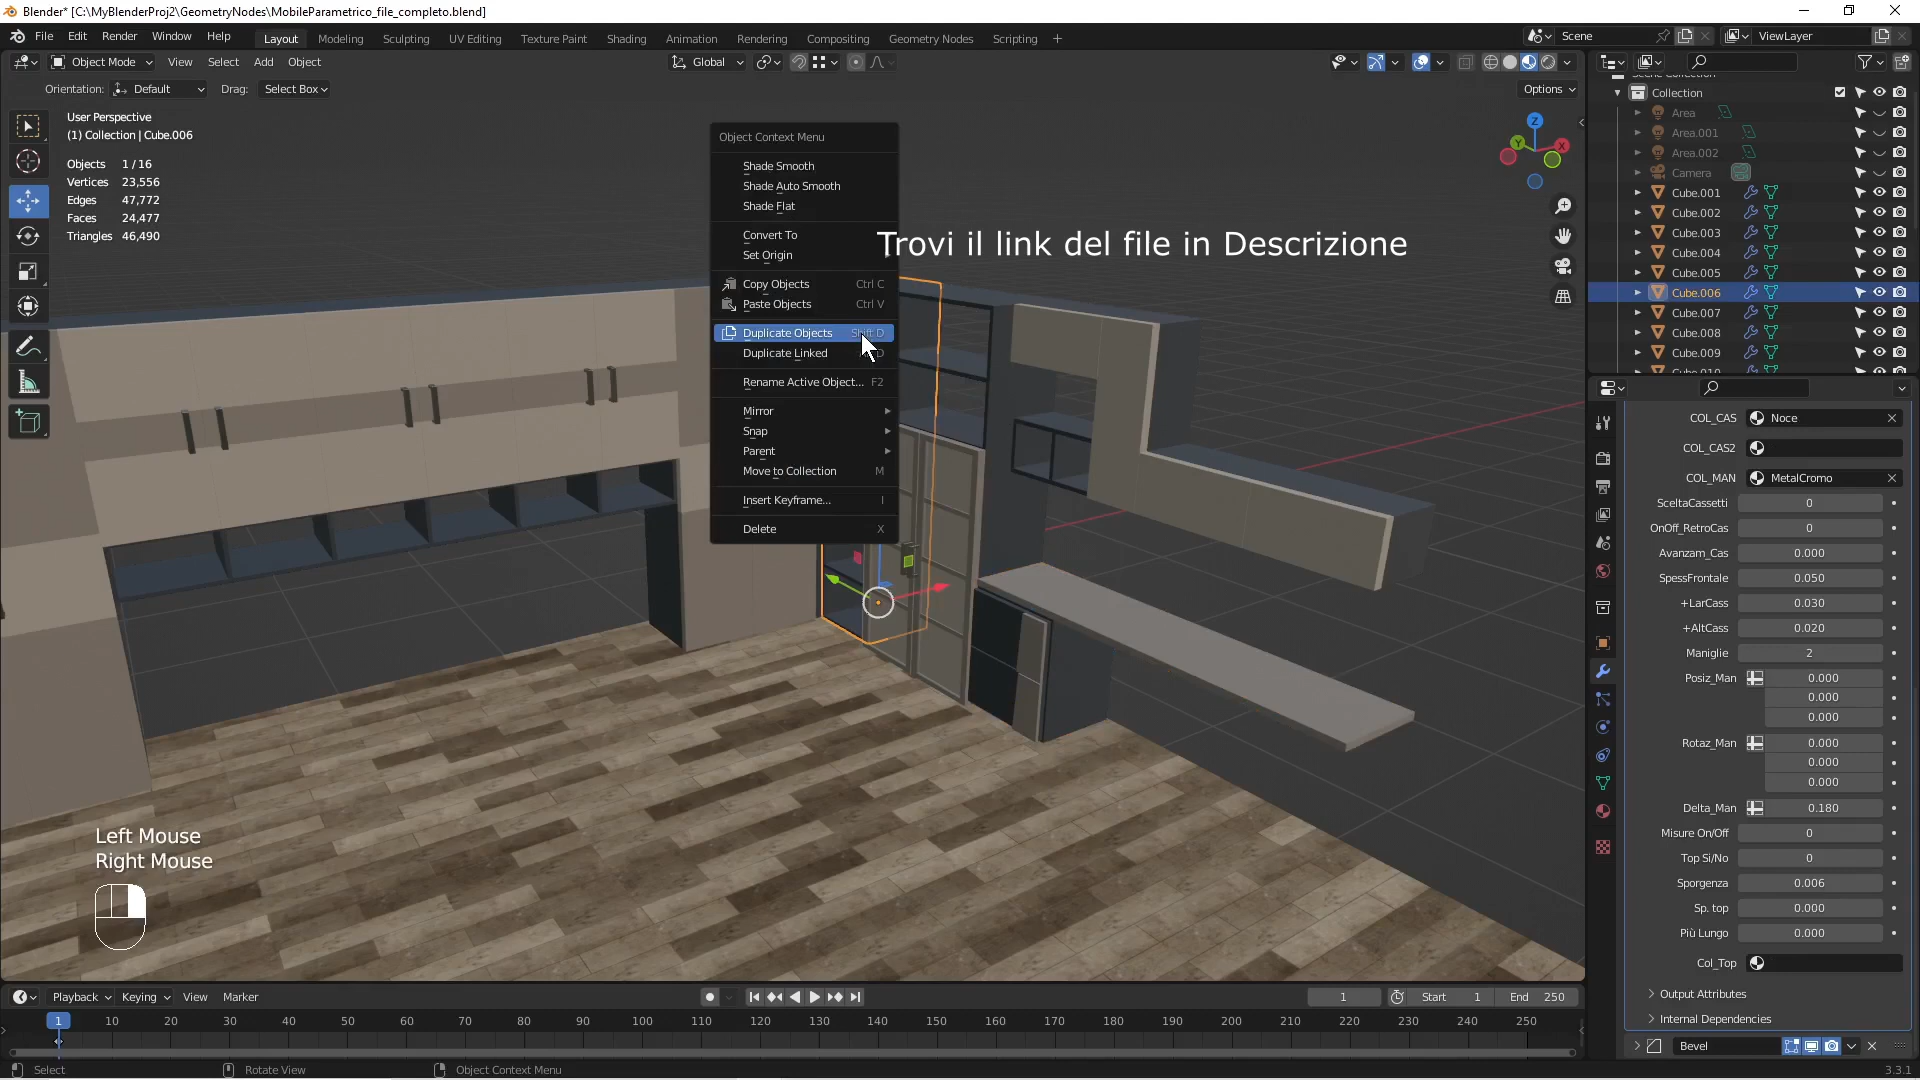 Blender* [C:\MyBlenderProj2\GeometryNodes\MobileParametrico_file_completo.blend]
File Edit Render Window Help
Layout Modeling Sculpting UV Editing Texture Paint Shading Animation Rendering Compositing Geometry Nodes Scripting +
Scene
ViewLayer
Object Mode View Select Add Object
Global
Orientation: Default Drag: Select Box
Options
User Perspective
(1) Collection | Cube.006
Objects 1 / 16
Vertices 23,556
Edges 47,772
Faces 24,477
Triangles 46,490
Object Context Menu
Shade Smooth
Shade Auto Smooth
Shade Flat
Convert To
Set Origin
Copy Objects Ctrl C
Paste Objects Ctrl V
Duplicate Objects Shift D
Duplicate Linked
Rename Active Object... F2
Mirror
Snap
Parent
Move to Collection M
Insert Keyframe... I
Delete X
Trovi il link del file in Descrizione
Z
Y
X
Left Mouse
Right Mouse
Collection
Area
Area.001
Area.002
Camera
Cube.001
Cube.002
Cube.003
Cube.004
Cube.005
Cube.006
Cube.007
Cube.008
Cube.009
COL_CAS Noce
COL_CAS2
COL_MAN MetalCromo
SceltaCassetti 0
OnOff_RetroCas 0
Avanzam_Cas 0.000
SpessFrontale 0.050
+LarCass 0.030
+AltCass 0.020
Maniglie 2
Posiz_Man 0.000
0.000
0.000
Rotaz_Man 0.000
0.000
0.000
Delta_Man 0.180
Misure On/Off 0
Top Si/No 0
Sporgenza 0.006
Sp. top 0.000
Più Lungo 0.000
Col_Top
Output Attributes
Internal Dependencies
Bevel
Playback Keying View Marker
1 Start 1 End 250
1 10 20 30 40 50 60 70 80 90 100 110 120 130 140 150 160 170 180 190 200 210 220 230 240 250
Select Rotate View Object Context Menu
3.3.1